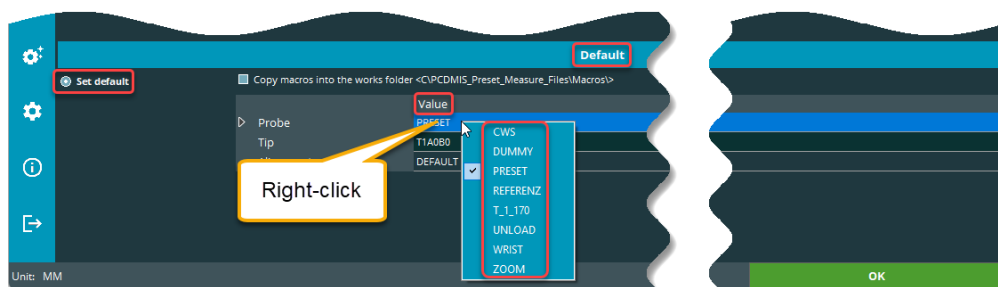 Default
Set default
Copy macros into the works folder <C\PCDMIS_Preset_Measure_Files\Macros\>
Value
Probe
PRESET
Tip
T1A0B0
DEFAULT
Right-click
CWS
DUMMY
PRESET
REFERENZ
T_1_170
UNLOAD
WRIST
ZOOM
Unit: MM
OK